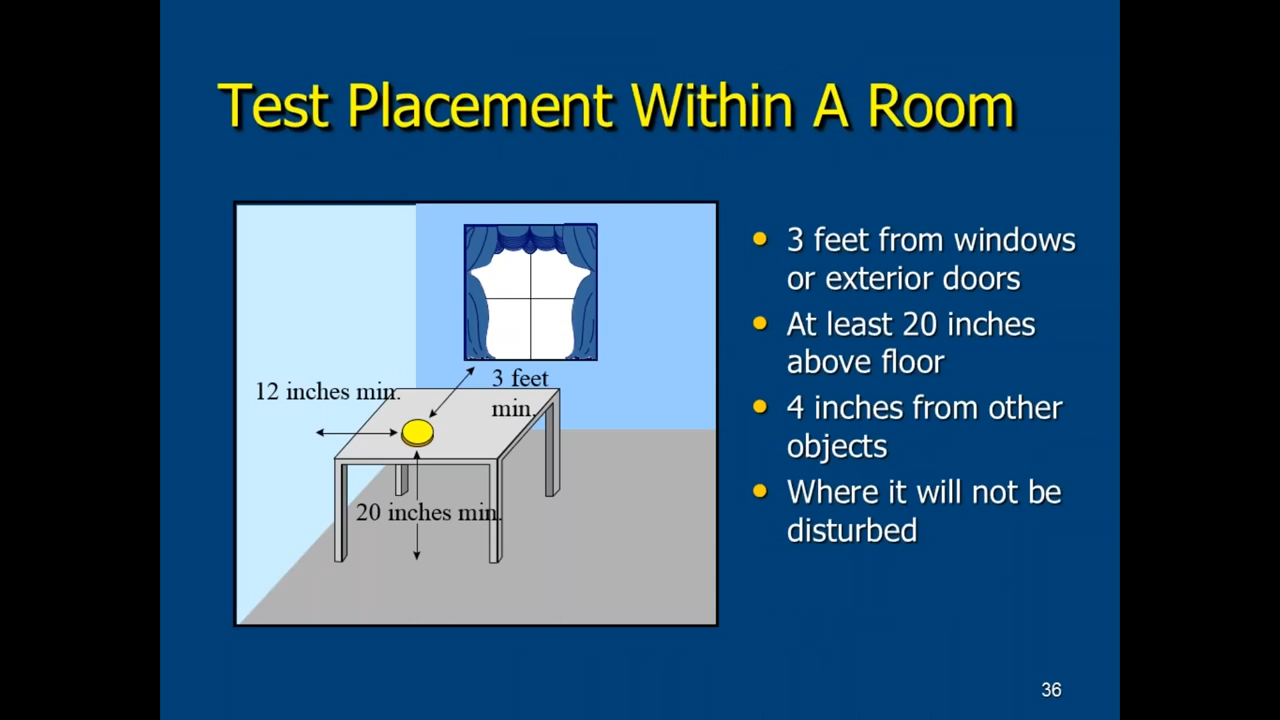 Test Placement Within A Room
12 inches min.
3 feet
min.
20 inches min.
3 feet from windows
or exterior doors
At least 20 inches
above floor
4 inches from other
objects
Where it will not be
disturbed
36